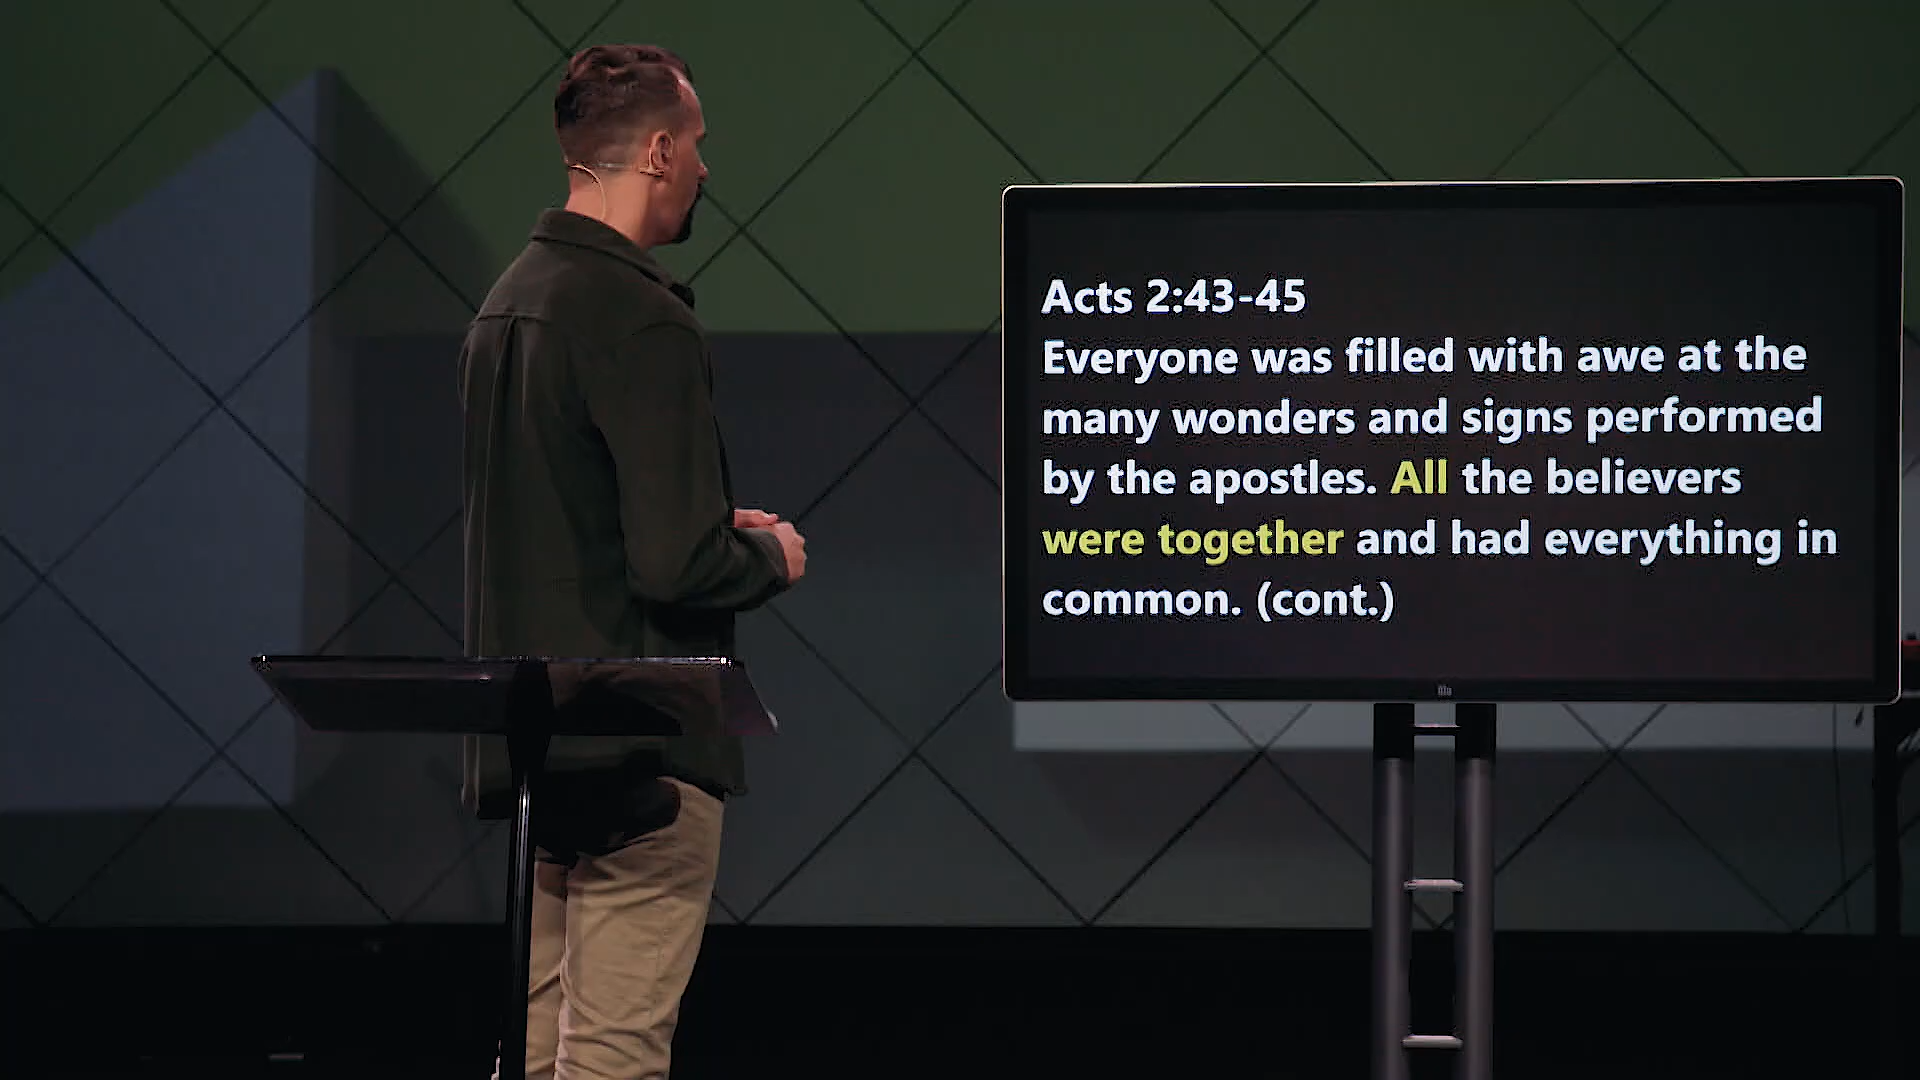 Acts 2:43-45
Everyone was filled with awe at the
many wonders and signs performed
by the apostles. All the believers
were together and had everything in
common. (cont.)
elo